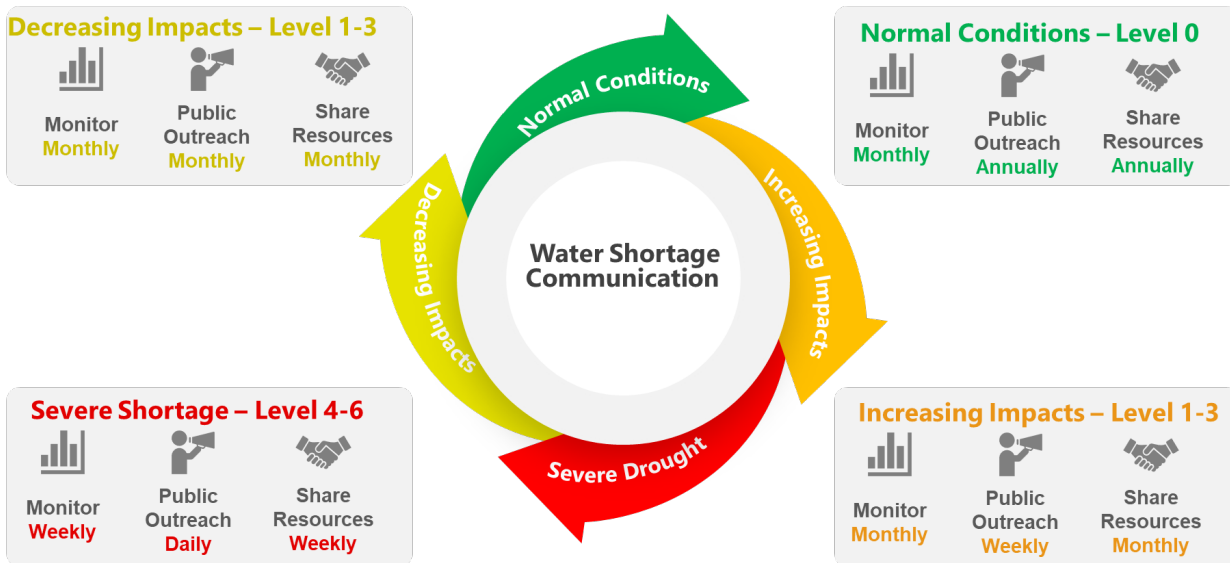 Decreasing Impacts – Level 1-3
Monitor
Monthly
Public
Outreach
Monthly
Share
Resources
Monthly
Normal Conditions – Level 0
Monitor
Monthly
Public
Outreach
Annually
Share
Resources
Annually
Normal Conditions
Increasing Impacts
Severe Drought
Decreasing Impacts
Water Shortage
Communication
Severe Shortage – Level 4-6
Monitor
Weekly
Public
Outreach
Daily
Share
Resources
Weekly
Increasing Impacts – Level 1-3
Monitor
Monthly
Public
Outreach
Weekly
Share
Resources
Monthly